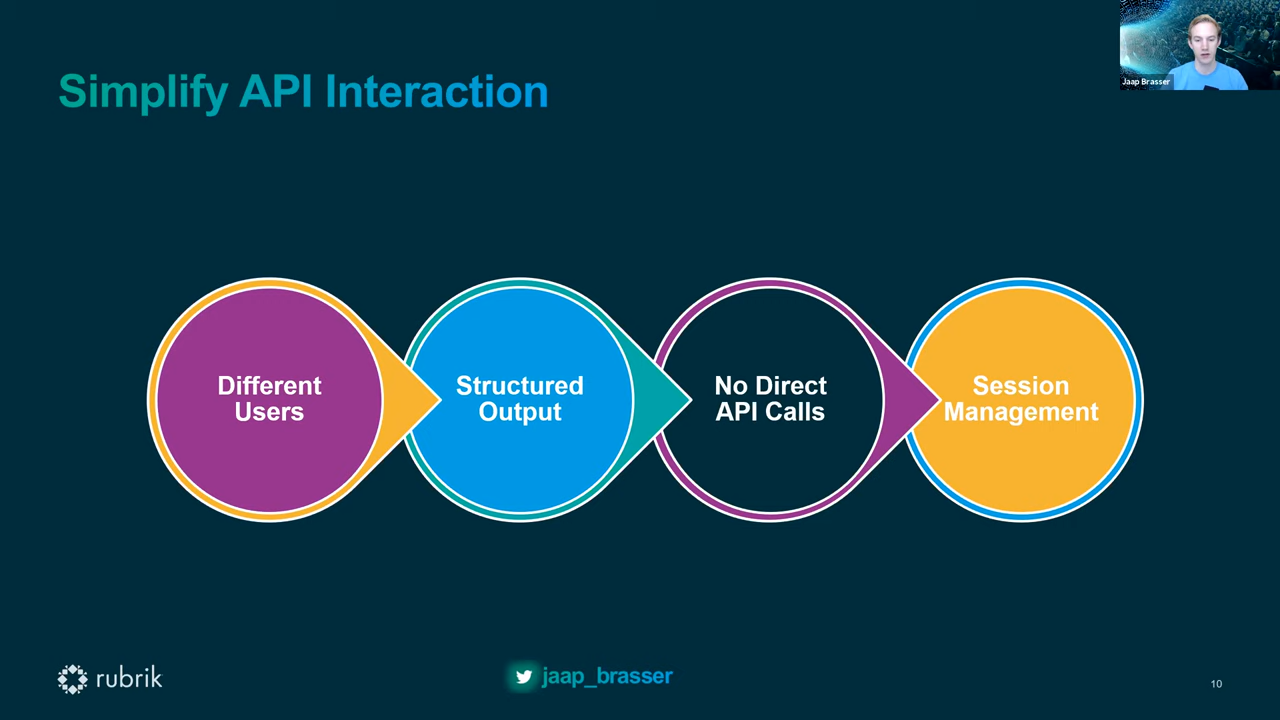 Simplify API Interaction
Jaap Brasser
Different
Users
Structured
Output
No Direct
API Calls
Session
Management
rubrik
jaap_brasser
10